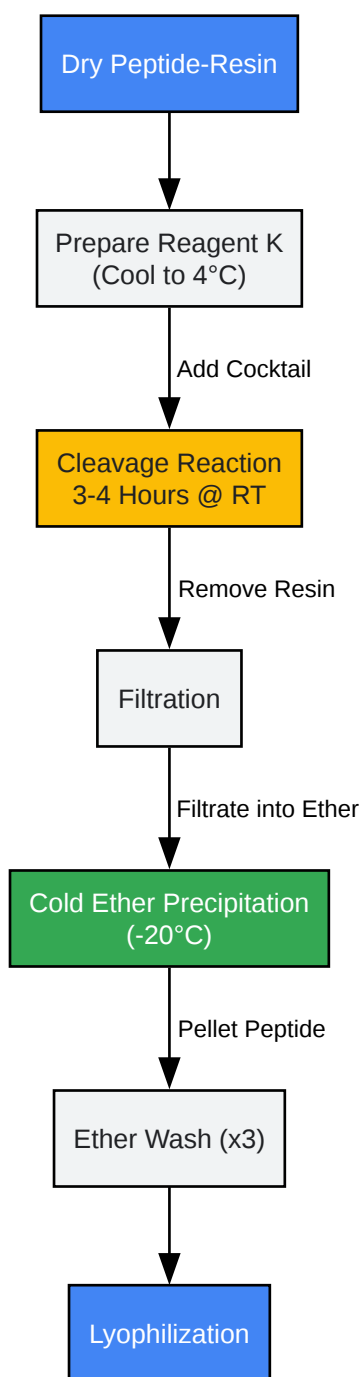 Dry Peptide-Resin
Prepare Reagent K
(Cool to 4°C)
Add Cocktail
Cleavage Reaction
3-4 Hours @ RT
Remove Resin
Filtration
Filtrate into Ether
Cold Ether Precipitation
(-20°C)
Pellet Peptide
Ether Wash (x3)
Lyophilization